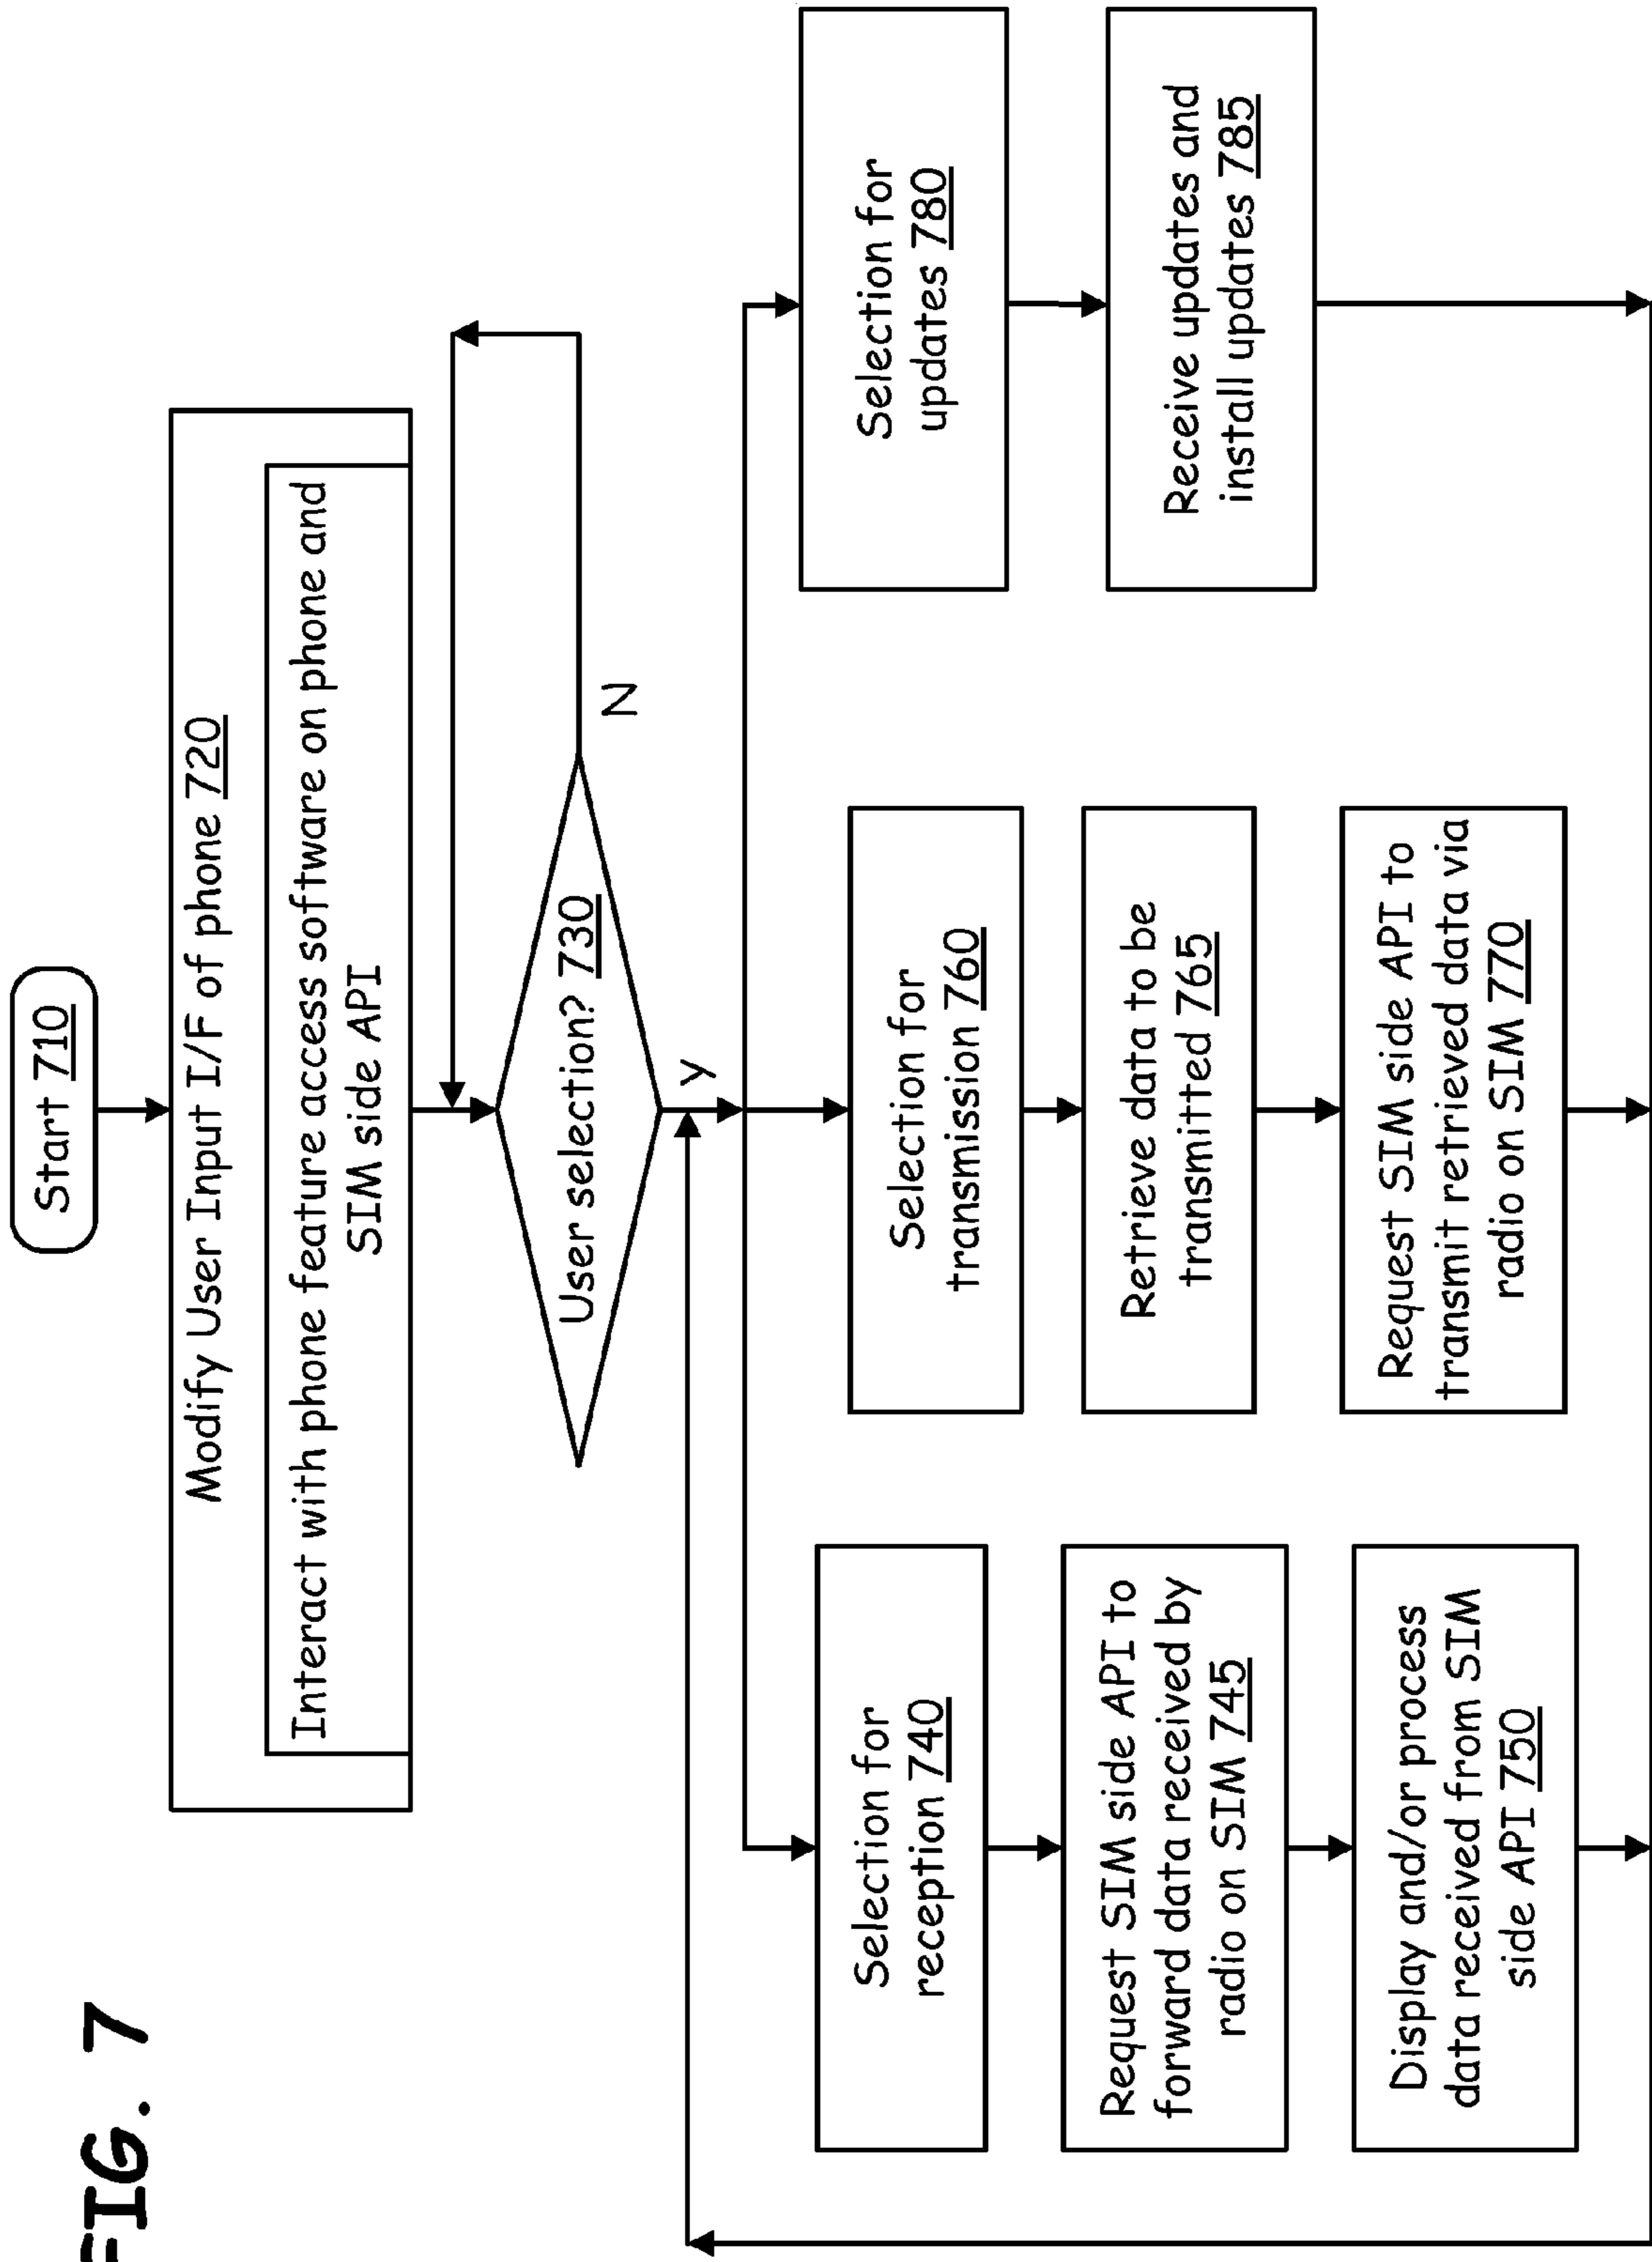 FIG. 7
Start 710
Modify User Input I/F of phone 720
Interact with phone feature access software on phone and
SIM side API
User selection? 730
N
y
Selection for
reception 740
Request SIM side API to
forward data received by
radio on SIM 745
Display and/or process
data received from SIM
side API 750
Selection for
transmission 760
Retrieve data to be
transmitted 765
Request SIM side API to
transmit retrieved data via
radio on SIM 770
Selection for
updates 780
Receive updates and
install updates 785